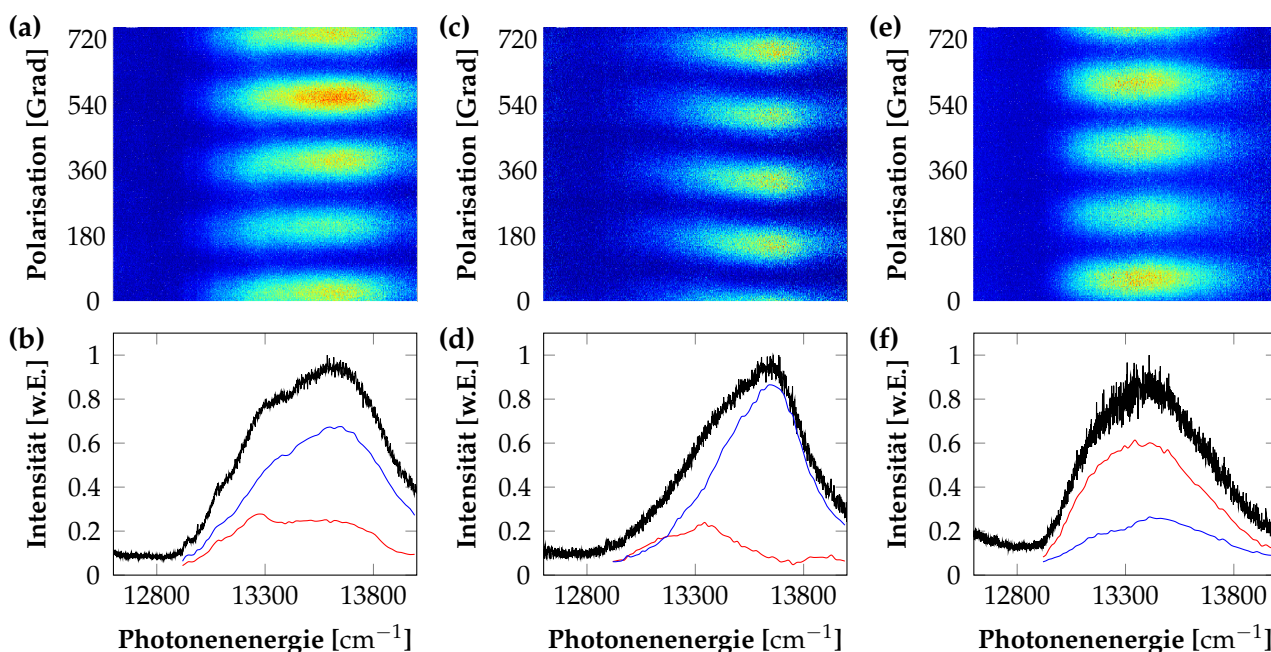 (a)
Polarisation [Grad]
720
540
360
180
0
(c)
Polarisation [Grad]
720
540
360
180
0
(e)
Polarisation [Grad]
720
540
360
180
0
(b)
Intensität [w.E.]
1
0.8
0.6
0.4
0.2
0
12800 13300 13800
Photonenenergie [cm⁻¹]
(d)
Intensität [w.E.]
1
0.8
0.6
0.4
0.2
0
12800 13300 13800
Photonenenergie [cm⁻¹]
(f)
Intensität [w.E.]
1
0.8
0.6
0.4
0.2
0
12800 13300 13800
Photonenenergie [cm⁻¹]